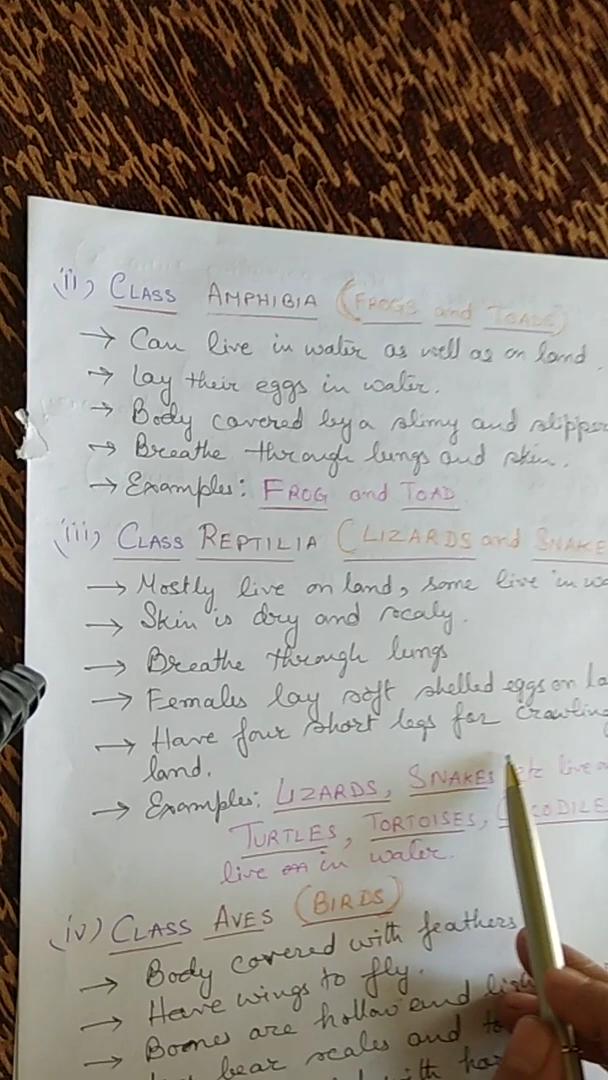 (ii) CLASS AMPHIBIA (FROGS and TOADS)
→ Can live in water as well as on land.
→ Lay their eggs in water.
→ Body covered by a slimy and
→ Breathe through lungs and skin.
→ Examples: FROG and TOAD
(iii) CLASS REPTILIA (LIZARDS and SNAKE
→ Mostly live on land, some live in
→ Skin is dry and scaly.
→ Breathe through lungs
→ Females lay soft shelled eggs on
→ Have four short legs for crawling
land.
→ Examples: LIZARDS, SNAKES etc live
TURTLES, TORTOISES,
live in water.
(iv) CLASS AVES (BIRDS)
→ Body covered with feathers
→ Have wings to fly.
→ Bones are hollow and
bear scales and
with